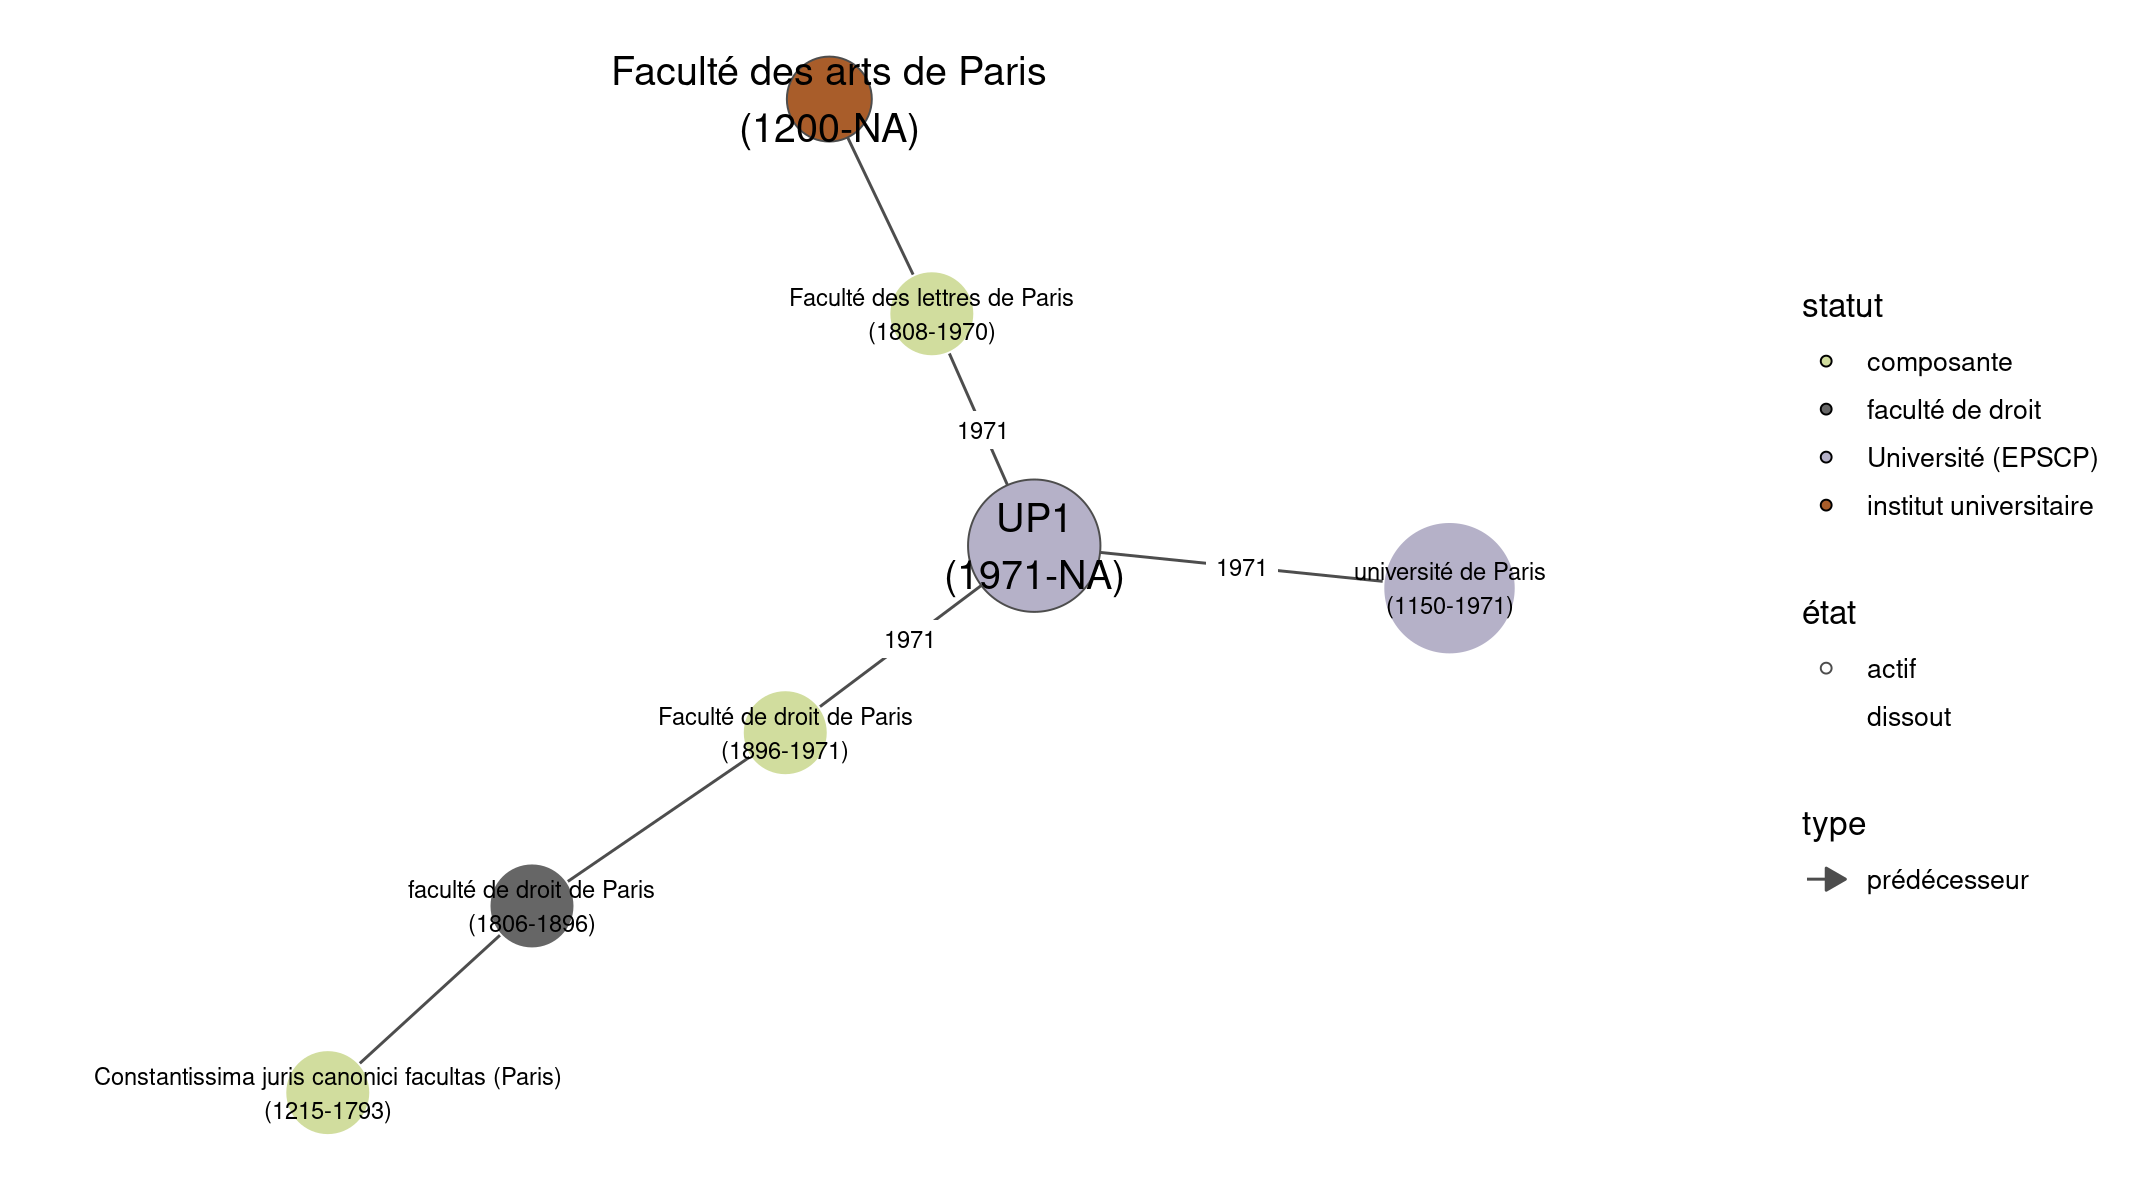 Faculté des arts de Paris
(1200-NA)
Faculté des lettres de Paris
(1808-1970)
1971
UP1
(1971-NA)
1971
université de Paris
(1150-1971)
1971
Faculté de droit de Paris
(1896-1971)
faculté de droit de Paris
(1806-1896)
Constantissima juris canonici facultas (Paris)
(1215-1793)
statut
composante
faculté de droit
Université (EPSCP)
institut universitaire
état
actif
dissout
type
prédécesseur